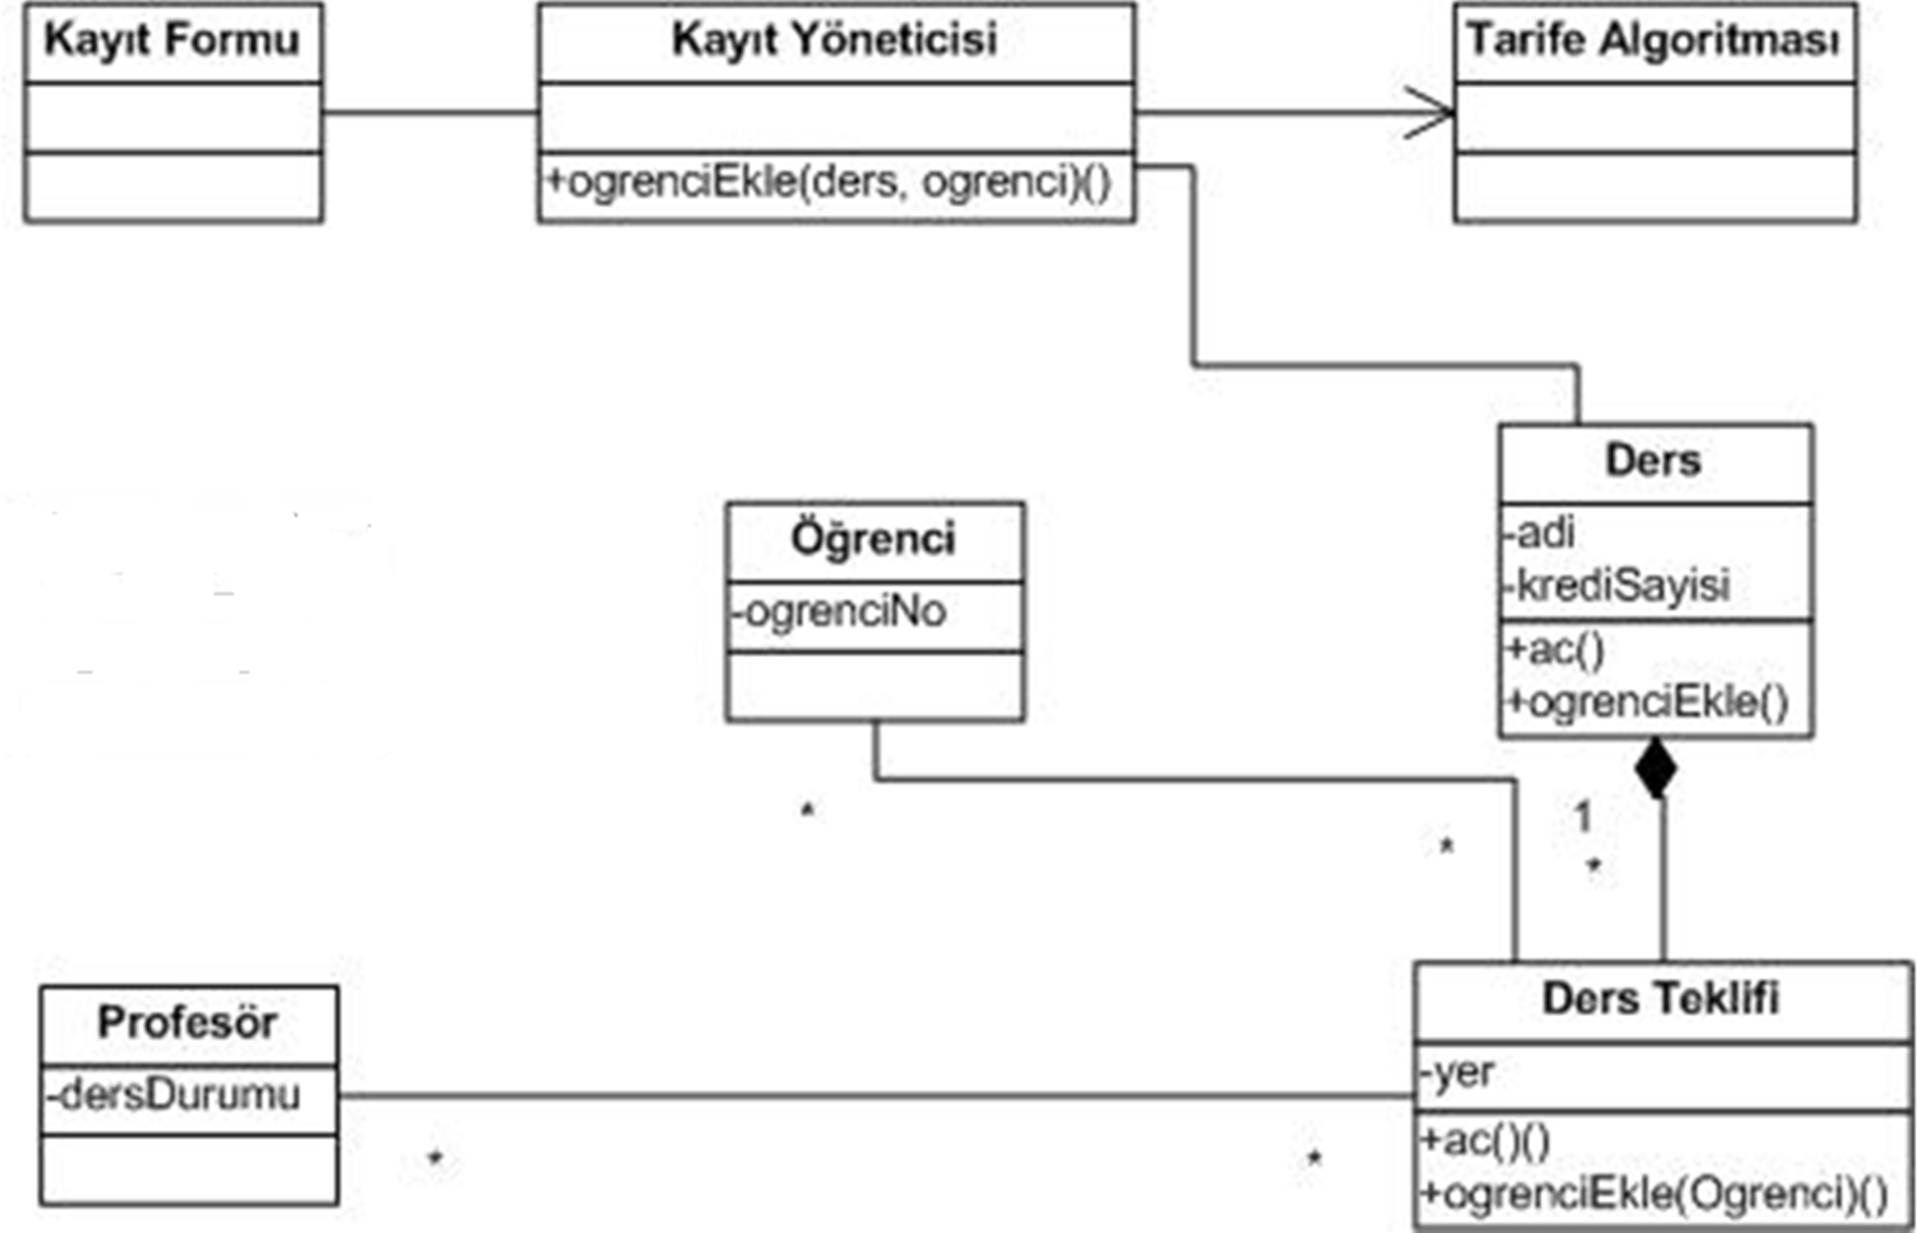 Kayıt Formu
Kayıt Yöneticisi
+ogrenciEkle(ders, ogrenci)()
Tarife Algoritması
Ders
-adi
-krediSayisi
+ac()
+ogrenciEkle()
Öğrenci
-ogrenciNo
*
*
1
*
Profesör
-dersDurumu
*
*
Ders Teklifi
-yer
+ac()()
+ogrenciEkle(Ogrenci)()